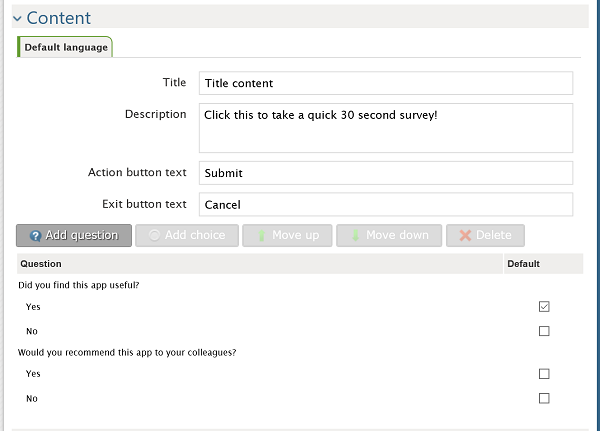 Content
Default language
Title Title content
Description Click this to take a quick 30 second survey!
Action button text Submit
Exit button text Cancel
Add question Add choice Move up Move down Delete
Question Default
Did you find this app useful?
Yes
No
Would you recommend this app to your colleagues?
Yes
No